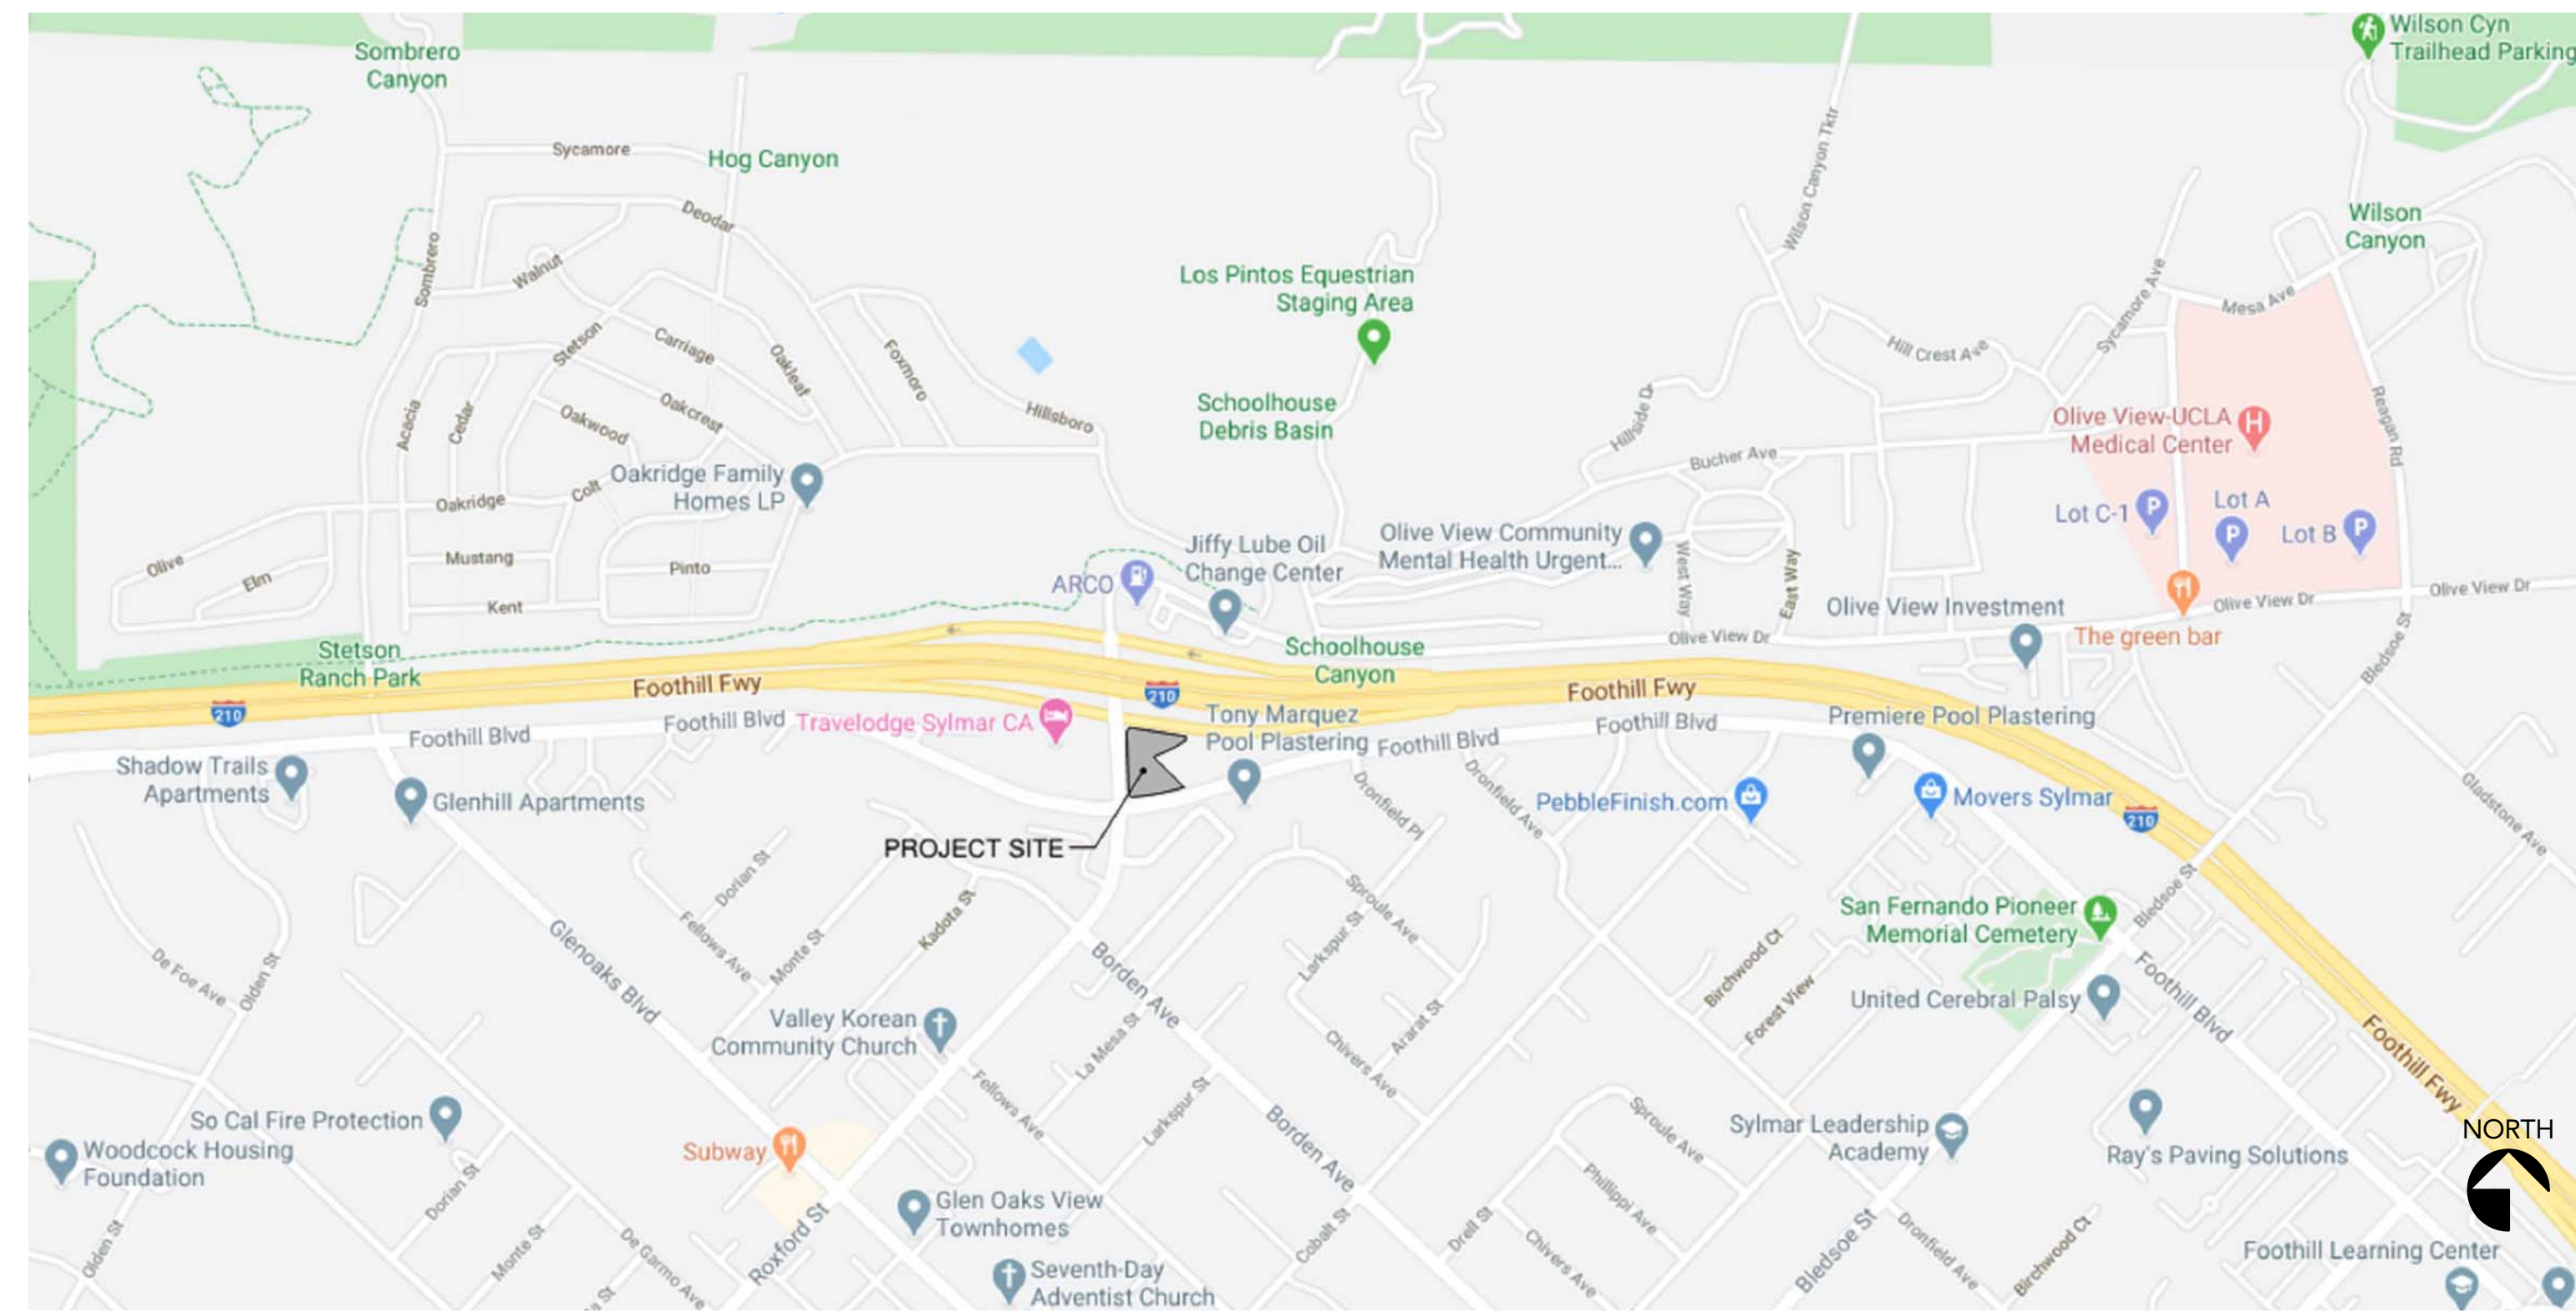 Sombrero
Canyon
Wilson Cyn
Trailhead Parking
Sycamore
Hog Canyon
Wilson Canyon Tktr
Deodar
Wilson
Canyon
Sombrero
Walnut
Los Pintos Equestrian
Staging Area
Sycamore Ave
Mesa Ave
Stetson
Carriage
Oakleaf
Foxmoro
Hill Crest Ave
Hillsboro
Schoolhouse
Debris Basin
Hillside Dr
Reagan Rd
Acacia
Cedar
Oakwood
Oakcrest
Olive View-UCLA
Medical Center
H
Bucher Ave
Oakridge Family
Homes LP
Oakridge
Colt
Lot C-1
P
Lot A
P
Lot B
P
Olive
Elm
Mustang
Pinto
Kent
ARCO
Jiffy Lube Oil
Change Center
Olive View Community
Mental Health Urgent...
West Way
East Way
Olive View Investment
Olive View Dr
Olive View Dr
Olive View Dr
The green bar
Bledsoe St
Stetson
Ranch Park
Schoolhouse
Canyon
Foothill Fwy
210
210
Foothill Fwy
Foothill Blvd
Foothill Blvd
Travelodge Sylmar CA
Tony Marquez
Pool Plastering
Foothill Blvd
Foothill Blvd
Premiere Pool Plastering
Shadow Trails
Apartments
Glenhill Apartments
Dronfield Pl
Dronfield Ave
PebbleFinish.com
Movers Sylmar
210
Gladstone Ave
PROJECT SITE
Dorian St
Fellows Ave
Monte St
Kadota St
Sproule Ave
Larkspur St
San Fernando Pioneer
Memorial Cemetery
Bledsoe St
De Foe Ave
Olden St
Glenoaks Blvd
Borden Ave
Birchwood Ct
Forest View
United Cerebral Palsy
Foothill Blvd
Valley Korean
Community Church
La Mesa St
Chivers Ave
Ararat St
Foothill Fwy
Fellows Ave
Larkspur St
Borden Ave
Sproule Ave
Sylmar Leadership
Academy
Ray's Paving Solutions
NORTH
So Cal Fire Protection
Woodcock Housing
Foundation
Subway
Dorian St
Glen Oaks View
Townhomes
Roxford St
Phillippi Ave
Olden St
Monte St
De Garmo Ave
Cobalt St
Drell St
Chivers Ave
Bledsoe St
Dronfield Ave
Birchwood Ct
Foothill Learning Center
Seventh-Day
Adventist Church